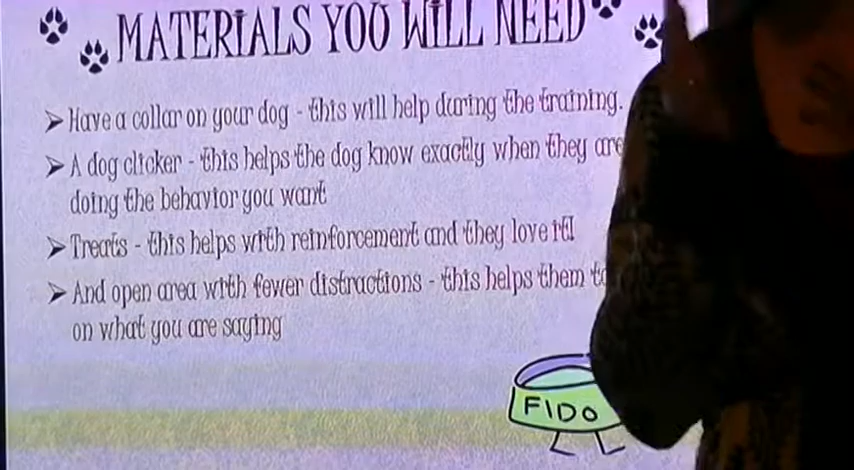 MATERIALS YOU WILL NEED
➢ Have a collar on your dog - this will help during the training.
➢ A dog clicker - this helps the dog know exactly when they are
doing the behavior you want
➢ Treats - this helps with reinforcement and they love it!
➢ And open area with fewer distractions - this helps them
on what you are saying
FIDO